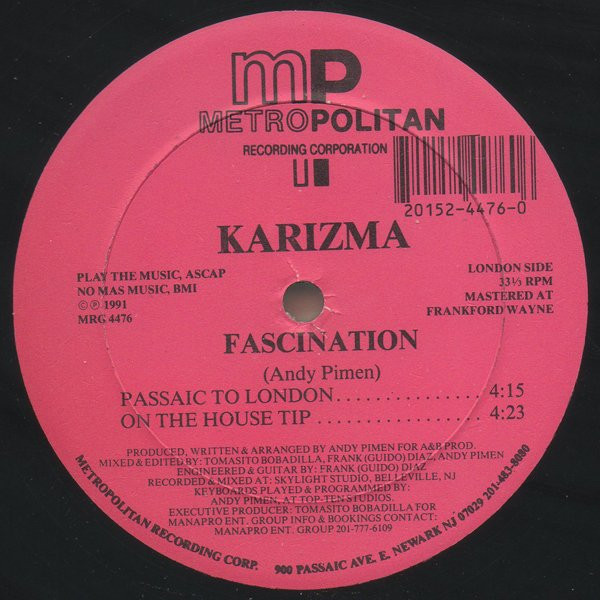 mP
METROPOLITAN
RECORDING CORPORATION
20152-4476-0
KARIZMA
PLAY THE MUSIC, ASCAP
NO MAS MUSIC, BMI
© ℗ 1991
MRG 4476
LONDON SIDE
33⅓ RPM
MASTERED AT
FRANKFORD WAYNE
FASCINATION
(Andy Pimen)
PASSAIC TO LONDON.................. 4:15
ON THE HOUSE TIP..................... 4:23
PRODUCED, WRITTEN & ARRANGED BY ANDY PIMEN FOR A&B PROD.
MIXED & EDITED BY: TOMASITO BOBADILLA, FRANK (GUIDO) DIAZ, ANDY PIMEN
ENGINEERED & GUITAR BY: FRANK (GUIDO) DIAZ
RECORDED & MIXED AT: SKYLIGHT STUDIO, BELLEVILLE, NJ
KEYBOARDS PLAYED & PROGRAMMED BY:
ANDY PIMEN, AT TOP-TEN STUDIOS.
EXECUTIVE PRODUCER: TOMASITO BOBADILLA FOR
MANAPRO ENT. GROUP INFO & BOOKINGS CONTACT:
MANAPRO ENT. GROUP 201-777-6109
METROPOLITAN RECORDING CORP. 900 PASSAIC AVE. E. NEWARK NJ 07029 201-483-8080